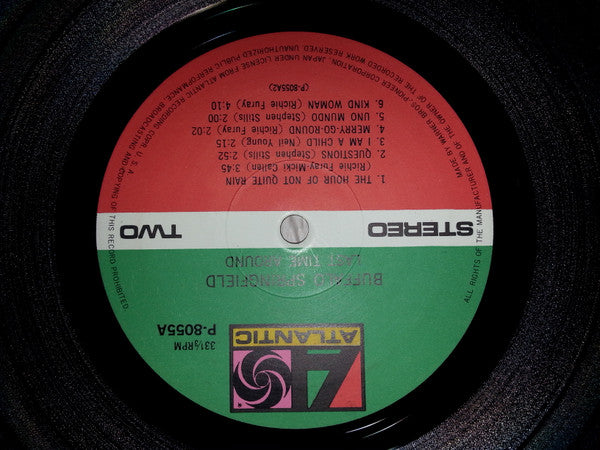 ATLANTIC
®
33⅓RPM
P-8055A
BUFFALO SPRINGFIELD
LAST TIME AROUND
STEREO
TWO
1. THE HOUR OF NOT QUITE RAIN
(Richie Furay-Micki Callen) 3:45
2. QUESTIONS (Stephen Stills) 2:52
3. I AM A CHILD (Neil Young) 2:15
4. MERRY-GO-ROUND (Richie Furay) 2:02
5. UNO MUNDO (Stephen Stills) 2:00
6. KIND WOMAN (Richie Furay) 4:10
(P-8055A2)
MADE BY WARNER BROS.-PIONEER CORPORATION, JAPAN UNDER LICENSE FROM ATLANTIC RECORDING CORP. U. S. A.
ALL RIGHTS OF THE MANUFACTURER AND OF THE OWNER OF THE RECORDED WORK RESERVED UNAUTHORIZED PUBLIC PERFORMANCE, BROADCASTING AND COPYING OF THIS RECORD PROHIBITED.